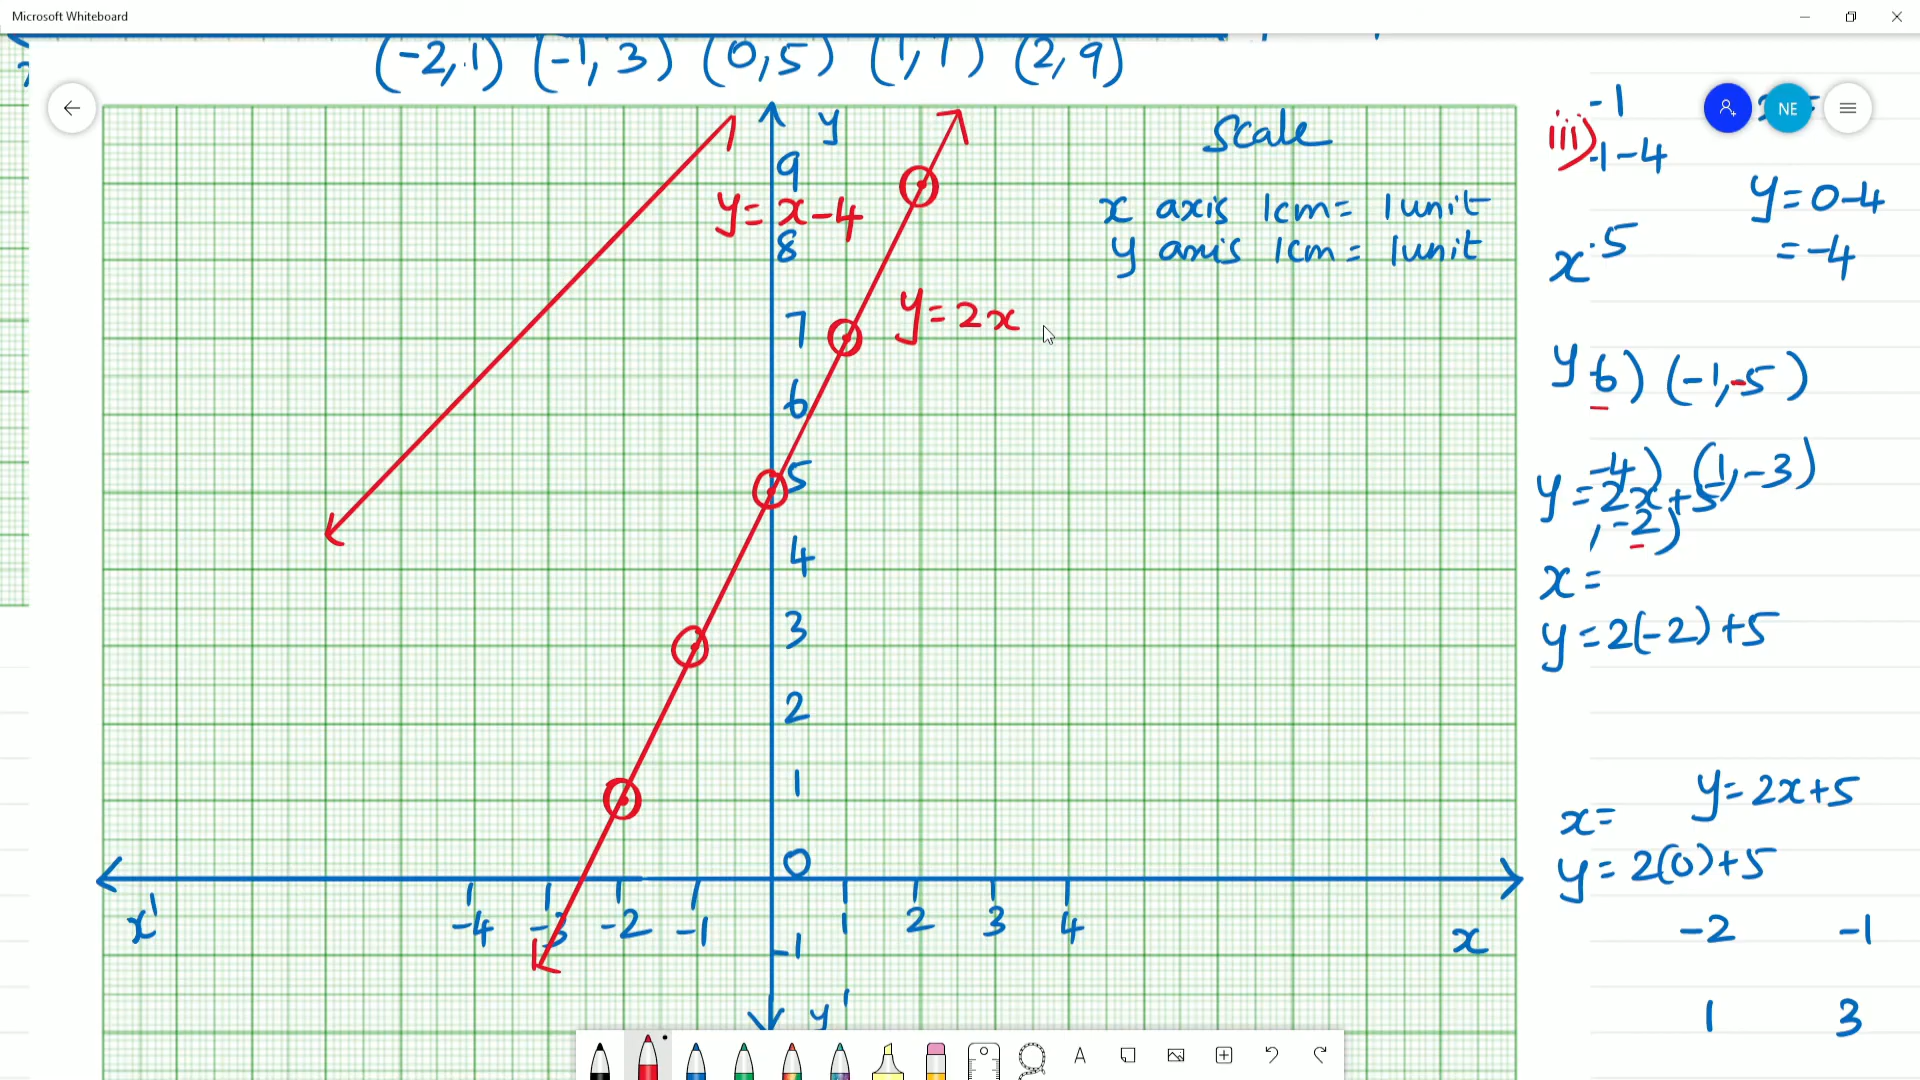 Microsoft Whiteboard
(-2,1) (-1,3) (0,5) (1,7) (2,9)
y
Scale
9
y=x-4
x axis 1cm= 1unit
8
y axis 1cm= 1unit
7
y=2x
6
5
4
3
2
1
0
x'
-4 -3 -2 -1
1 2 3 4
x
-1
y'
iii)
-1
-1-4
NE
y=0-4
x
5
=-4
y
6) (-1,-5)
-4) (1,-3)
y=2x+5
,-2)
x=
y=2(-2)+5
y=2x+5
x=
y=2(0)+5
-2 -1
1 3
A